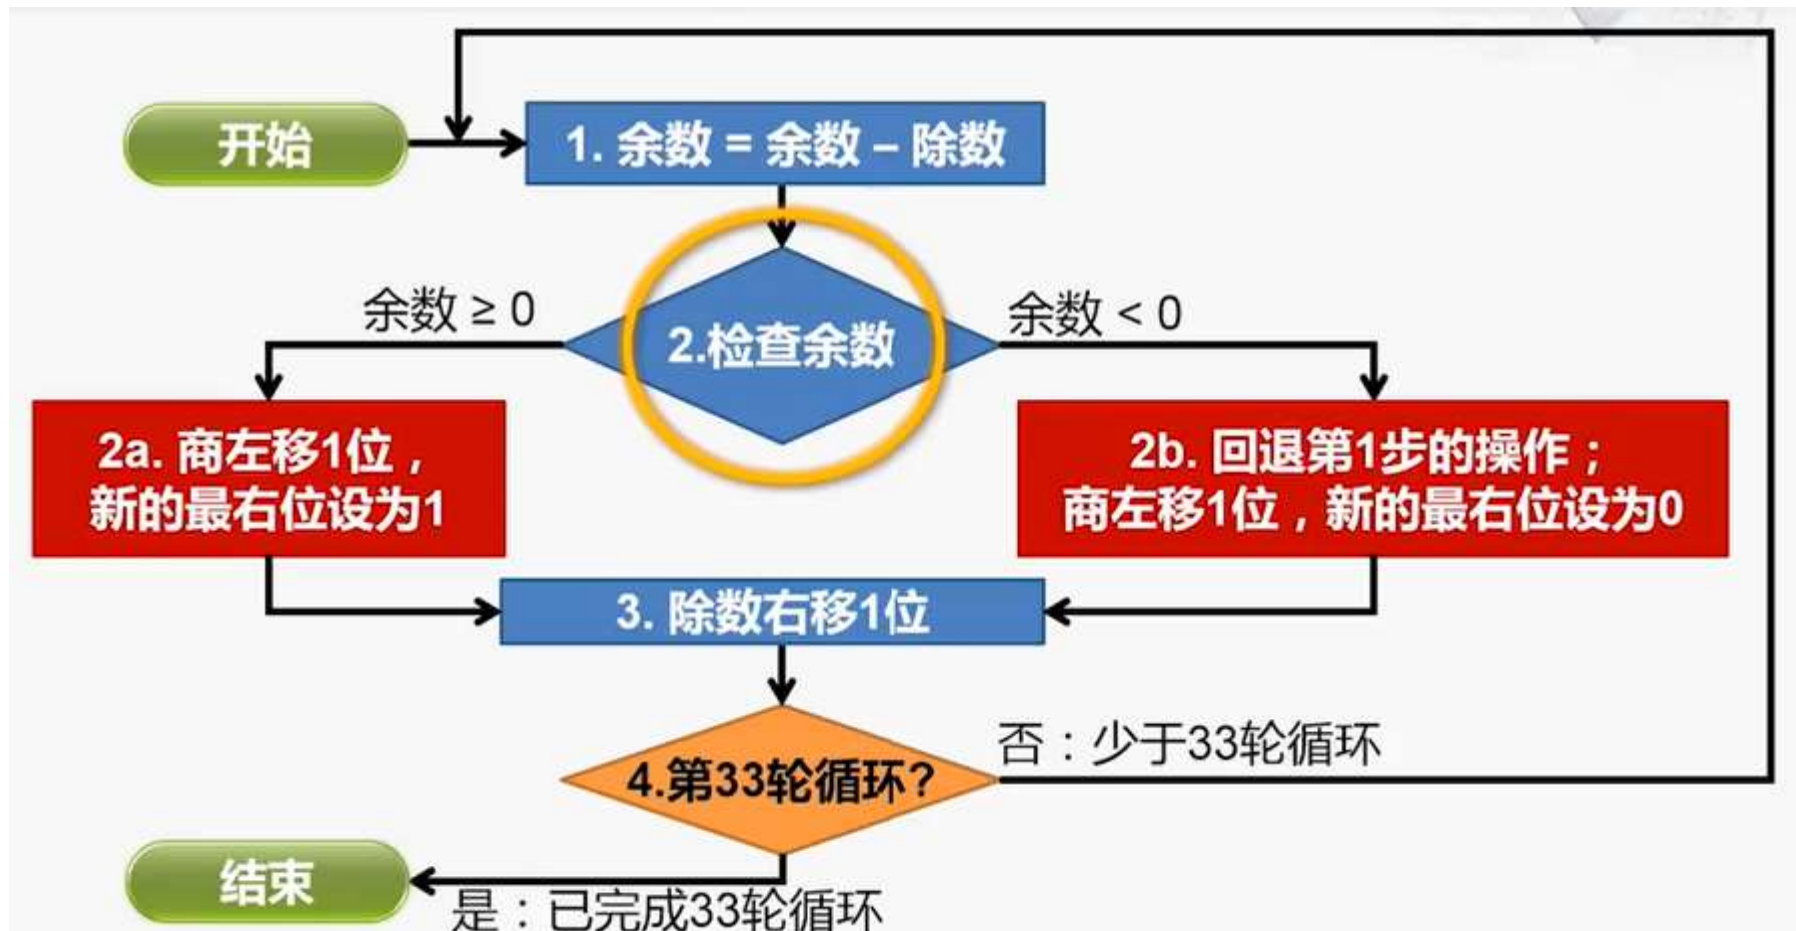 开始
1. 余数 = 余数 – 除数
余数 ≥ 0
2.检查余数
余数 < 0
2a. 商左移1位，
新的最右位设为1
2b. 回退第1步的操作；
商左移1位，新的最右位设为0
3. 除数右移1位
4.第33轮循环?
否：少于33轮循环
结束
是：已完成33轮循环